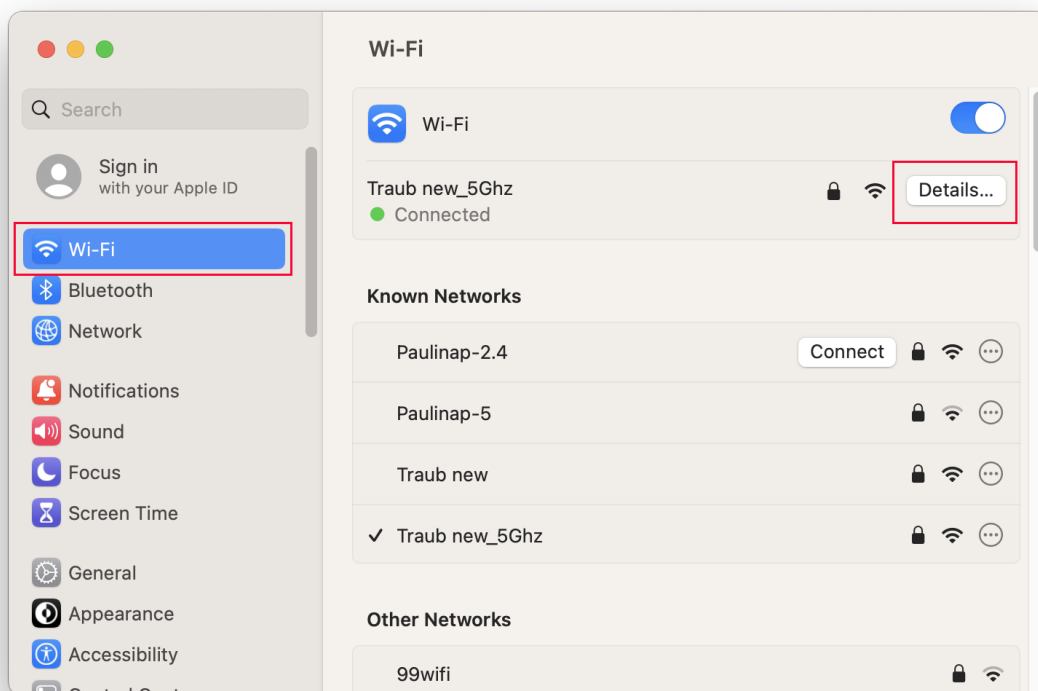 Search
Sign in
with your Apple ID
Wi-Fi
Bluetooth
Network
Notifications
Sound
Focus
Screen Time
General
Appearance
Accessibility
Wi-Fi
Wi-Fi
Traub new_5Ghz
Connected
Details...
Known Networks
Paulinap-2.4
Connect
Paulinap-5
Traub new
Traub new_5Ghz
Other Networks
99wifi